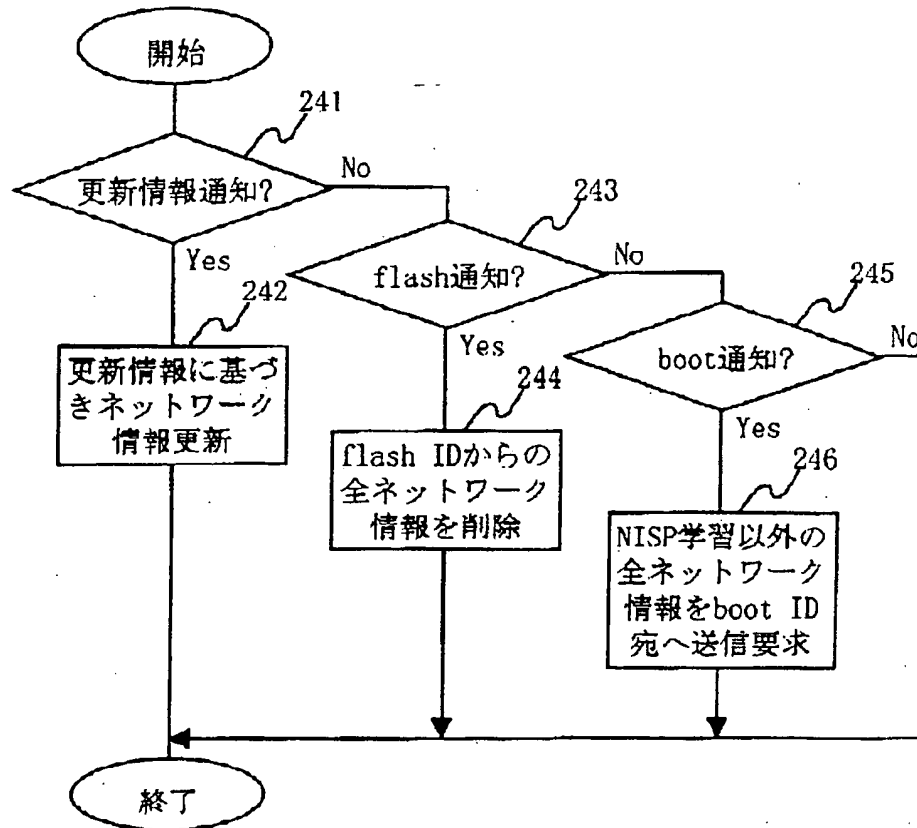 開始
241
更新情報通知?
No
Yes
242
更新情報に基づ
きネットワーク
情報更新
243
flash通知?
No
Yes
244
flash IDからの
全ネットワーク
情報を削除
245
boot通知?
No
Yes
246
NISP学習以外の
全ネットワーク
情報をboot ID
宛へ送信要求
終了